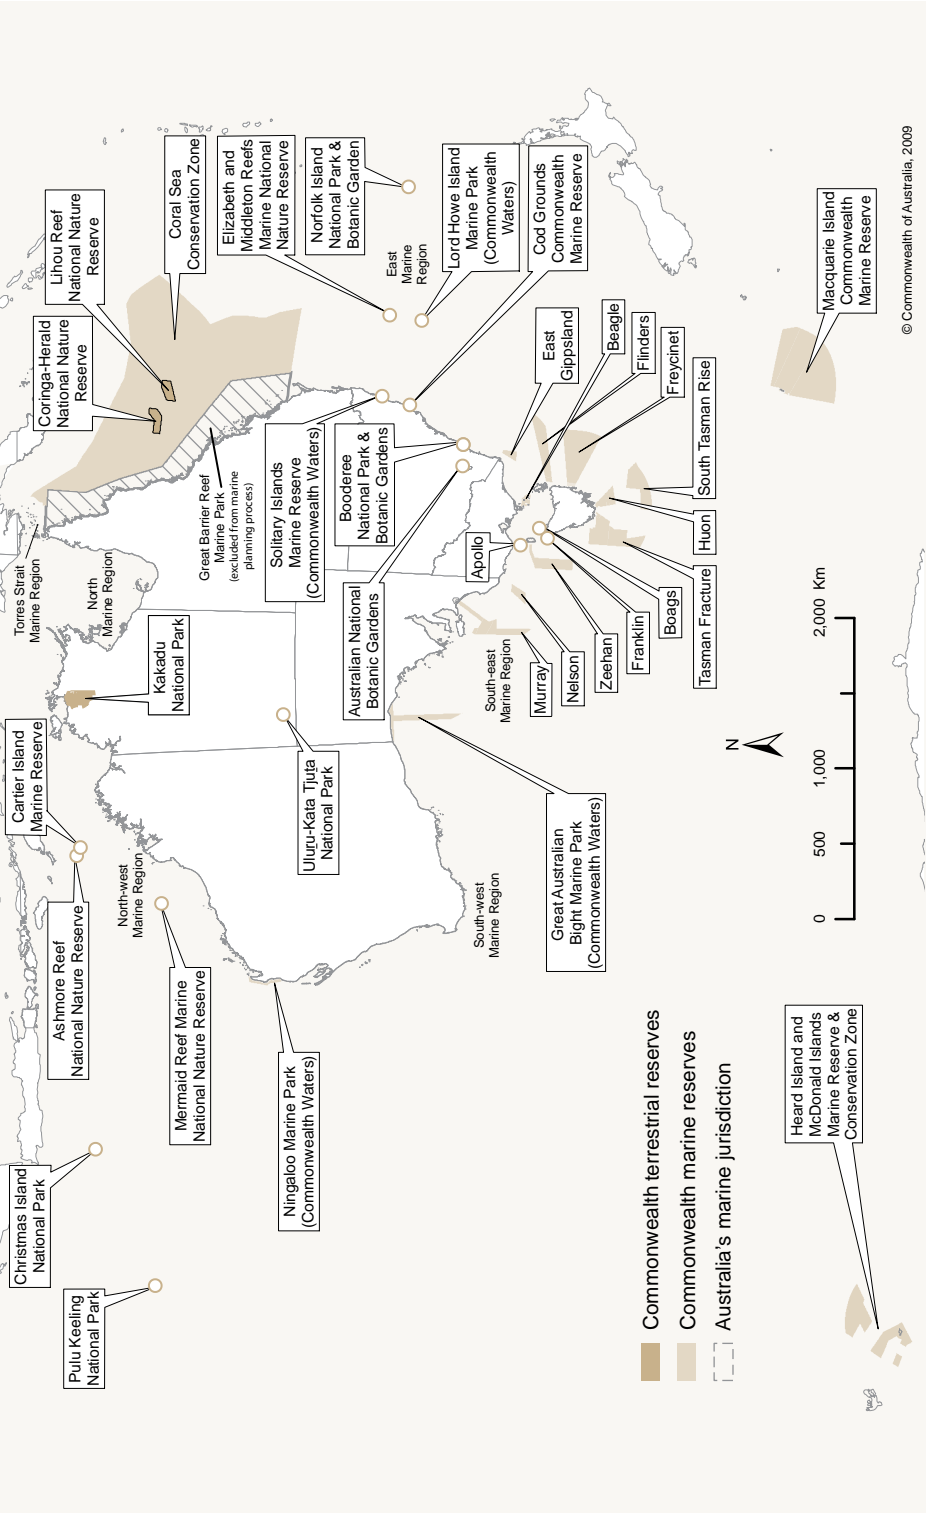 Pulu Keeling
National Park
Christmas Island
National Park
Ashmore Reef
National Nature Reserve
Mermaid Reef Marine
National Nature Reserve
Ningaloo Marine Park
(Commonwealth Waters)
Cartier Island
Marine Reserve
North-west
Marine Region
Kakadu
National Park
Uluru-Kata Tjuta
National Park
Torres Strait
Marine Region
North
Marine Region
Coringa-Herald
National Nature
Reserve
Lihou Reef
National Nature
Reserve
Coral Sea
Conservation Zone
Great Barrier Reef
Marine Park
(excluded from marine
planning process)
Elizabeth and
Middleton Reefs
Marine National
Nature Reserve
Norfolk Island
National Park &
Botanic Garden
East
Marine
Region
Lord Howe Island
Marine Park
(Commonwealth
Waters)
Cod Grounds
Commonwealth
Marine Reserve
Solitary Islands
Marine Reserve
(Commonwealth Waters)
Booderee
National Park &
Botanic Gardens
Australian National
Botanic Gardens
South-west
Marine Region
Great Australian
Bight Marine Park
(Commonwealth Waters)
South-east
Marine Region
Murray
Nelson
Zeehan
Franklin
Boags
Apollo
Tasman Fracture
Huon
South Tasman Rise
Freycinet
Flinders
Beagle
East
Gippsland
Macquarie Island
Commonwealth
Marine Reserve
Heard Island and
McDonald Islands
Marine Reserve &
Conservation Zone
Commonwealth terrestrial reserves
Commonwealth marine reserves
Australia's marine jurisdiction
N
0 500 1,000 2,000 Km
© Commonwealth of Australia, 2009